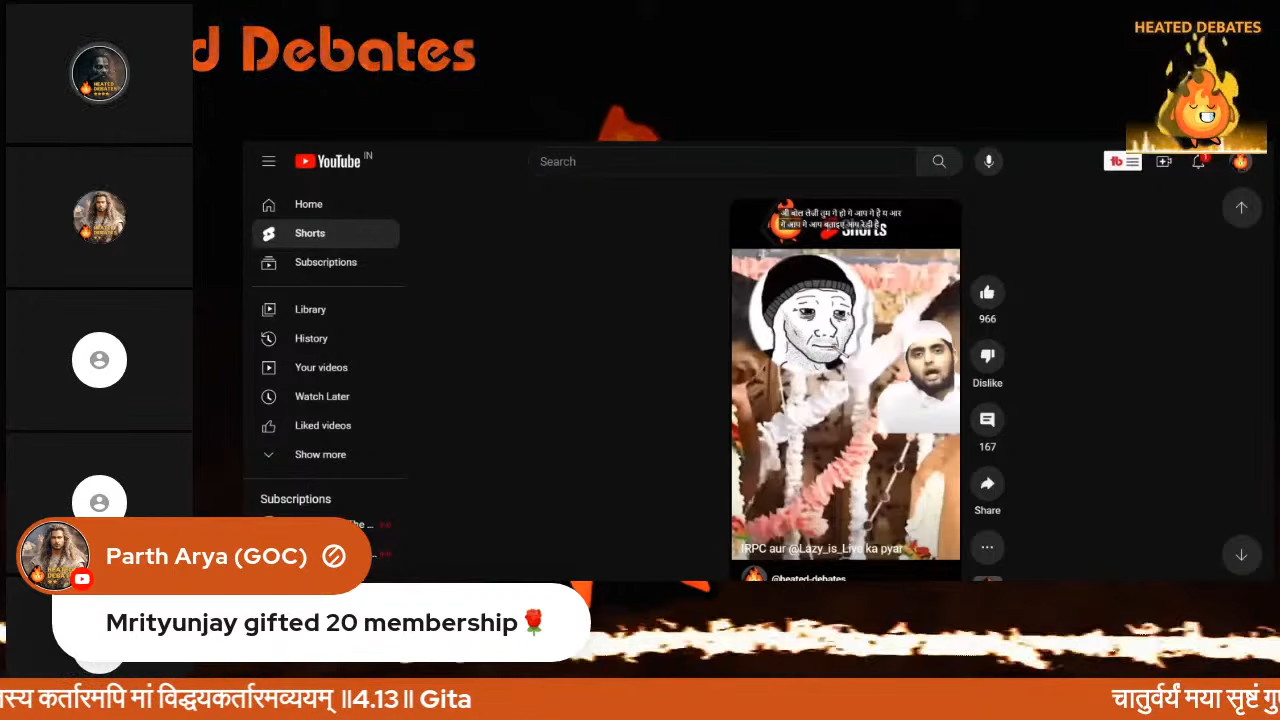 d Debates
HEATED DEBATES
YouTube IN
Search
Home
Shorts
Subscriptions
Library
History
Your videos
Watch Later
Liked videos
Show more
Subscriptions
966
Dislike
167
Share
IRPC aur @Lazy_is_Live ka pyar
@heated-debates
Parth Arya (GOC)
Mrityunjay gifted 20 membership🌹
तस्य कर्तारमपि मां विद्धयकर्तारमव्ययम् ॥4.13॥ Gita
चातुर्वर्यं मया सृष्टं गु